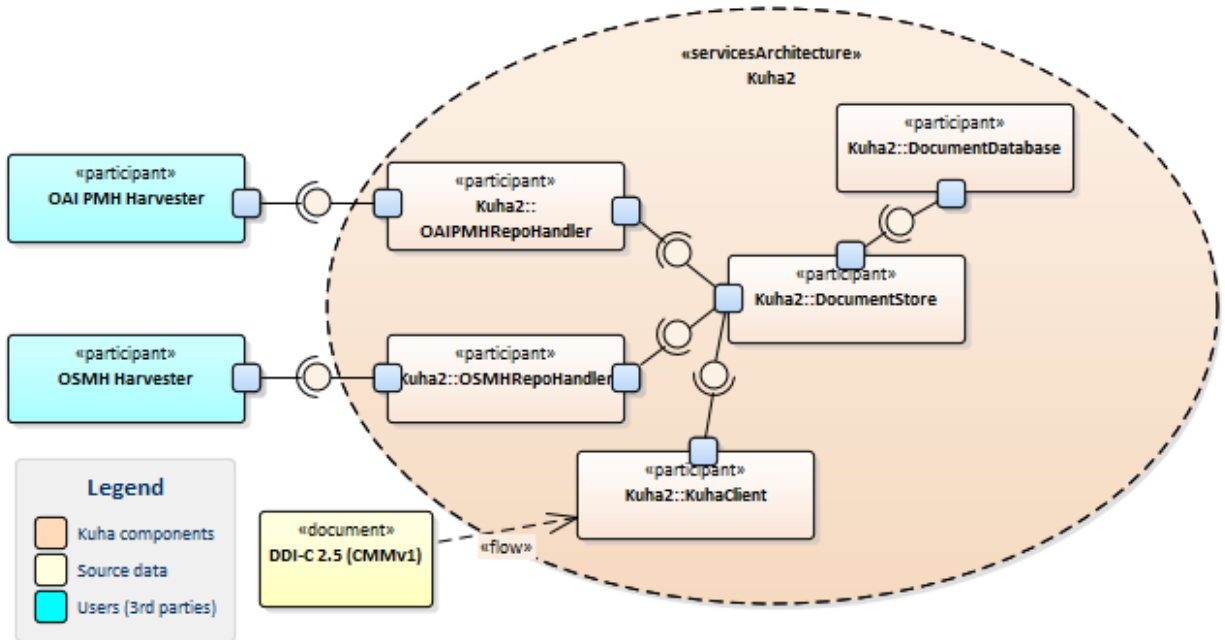 «servicesArchitecture»
Kuha2
«participant»
Kuha2::DocumentDatabase
«participant»
OAI PMH Harvester
«participant»
Kuha2::
OAIPMHRepoHandler
«participant»
Kuha2::DocumentStore
«participant»
OSMH Harvester
«participant»
Kuha2::OSMHRepoHandler
«participant»
Kuha2::KuhaClient
Legend
Kuha components
Source data
Users (3rd parties)
«document»
DDI-C 2.5 (CMMv1)
«flow»